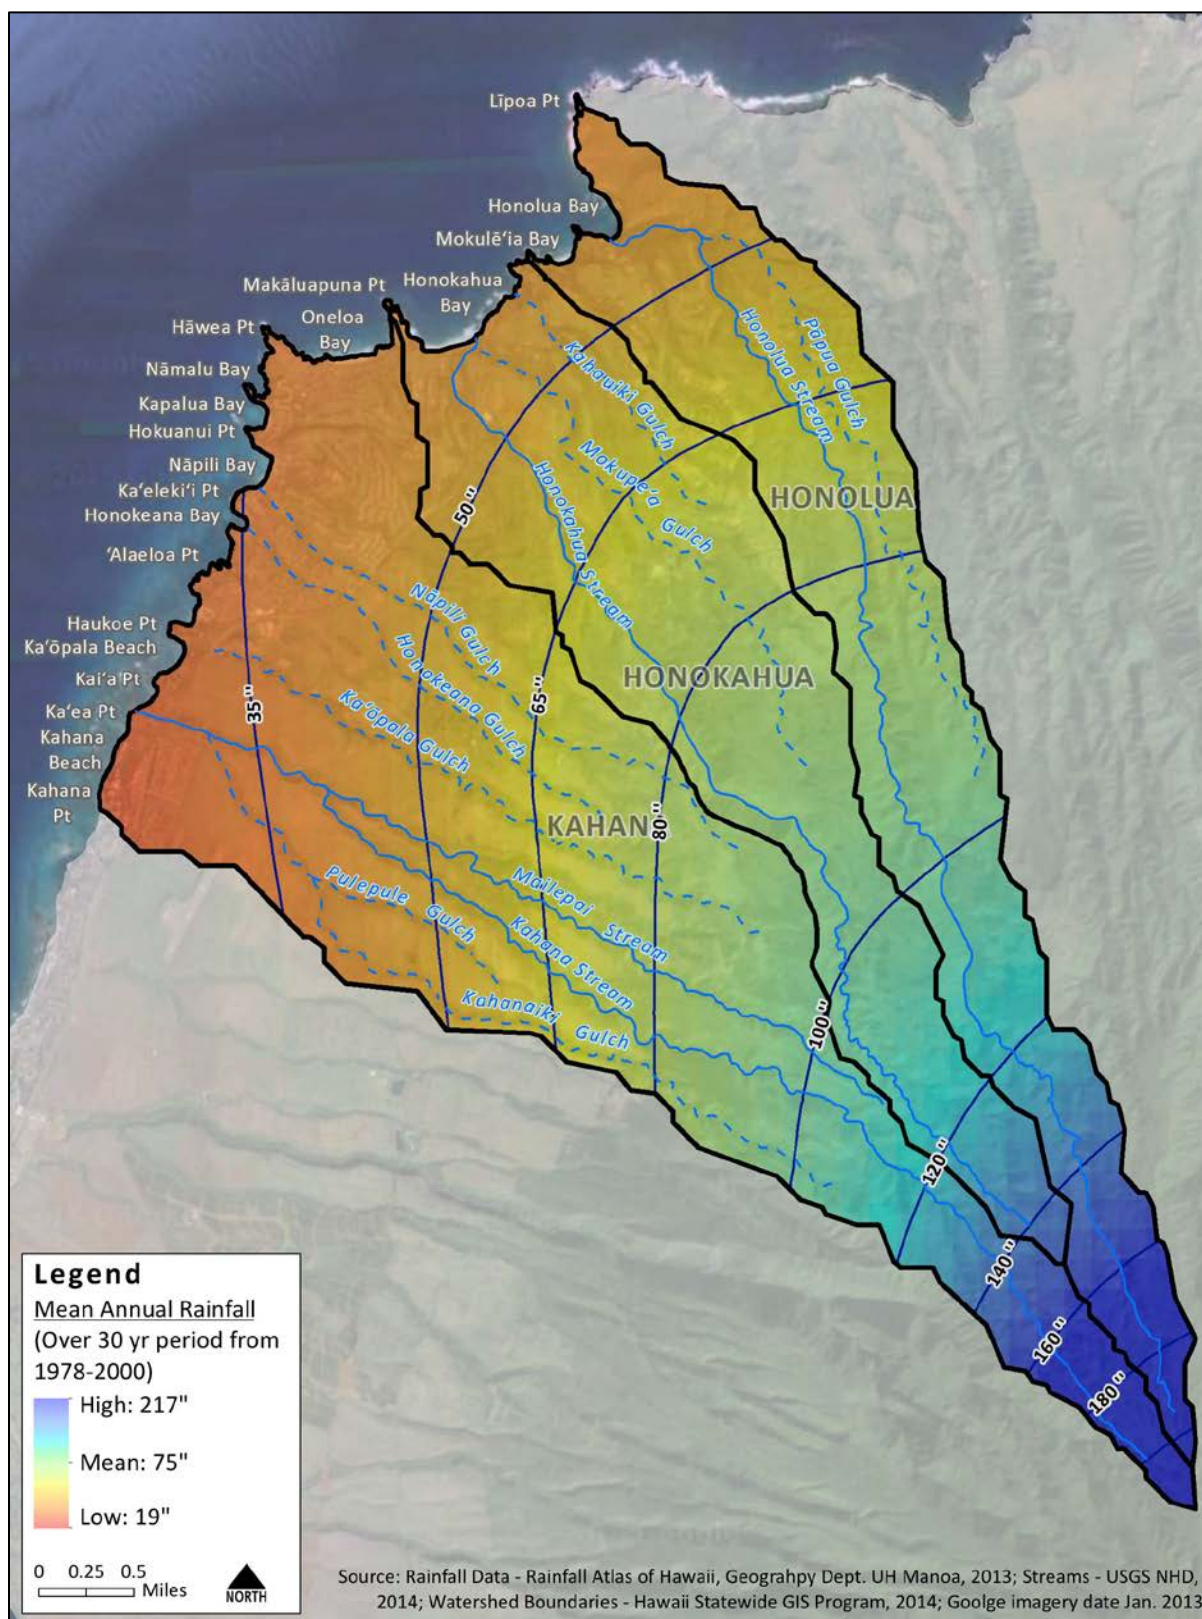 Līpoa Pt
Honolua Bay
Mokulē‘ia Bay
Makāluapuna Pt
Honokahua
Bay
Hāwea Pt
Oneloa
Bay
Nāmalu Bay
Kapalua Bay
Hokuanui Pt
Nāpili Bay
Ka‘eleki‘i Pt
Honokeana Bay
‘Alaeloa Pt
Haukoe Pt
Ka‘ōpala Beach
Kai‘a Pt
Ka‘ea Pt
Kahana
Beach
Kahana
Pt
Kahauiki Gulch
Honolua Stream
Pāpua Gulch
Mokupe‘a Gulch
Honokahua Stream
HONOLUA
50"
Nāpili Gulch
Honokeana Gulch
Ka‘ōpala Gulch
35"
65"
HONOKAHUA
KAHAN
80"
Pulepule Gulch
Mailepai Stream
Kahana Stream
Kahanaiki Gulch
100"
120"
140"
160"
180"
Legend
Mean Annual Rainfall
(Over 30 yr period from
1978-2000)
High: 217"
Mean: 75"
Low: 19"
0 0.25 0.5
Miles
NORTH
Source: Rainfall Data - Rainfall Atlas of Hawaii, Geograhpy Dept. UH Manoa, 2013; Streams - USGS NHD,
2014; Watershed Boundaries - Hawaii Statewide GIS Program, 2014; Goolge imagery date Jan. 2013